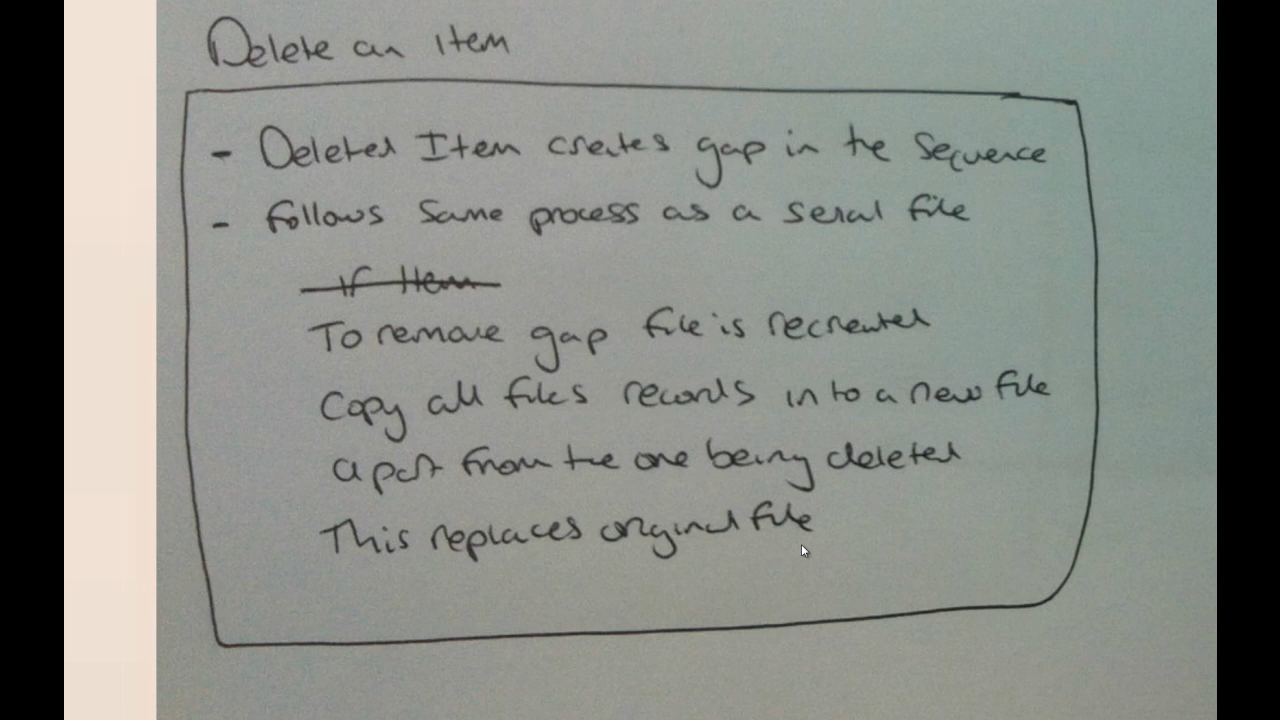 Delete an item
- Deleted Item creates gap in the Sequence
- Follows Same process as a serial file
If Item
To remove gap file is recreated
Copy all files records in to a new file
apart from the one being deleted
This replaces original file